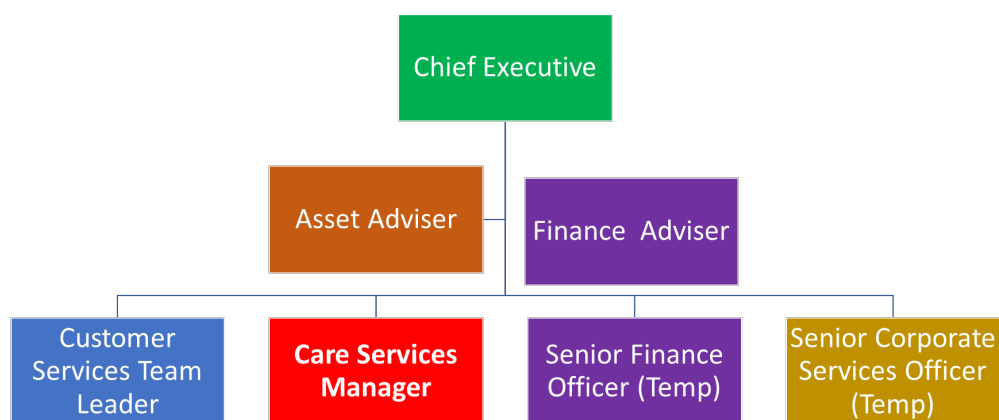 Chief Executive
Asset Adviser
Finance  Adviser
Customer
Services Team
Leader
Care Services
Manager
Senior Finance
Officer (Temp)
Senior Corporate
Services Officer
(Temp)